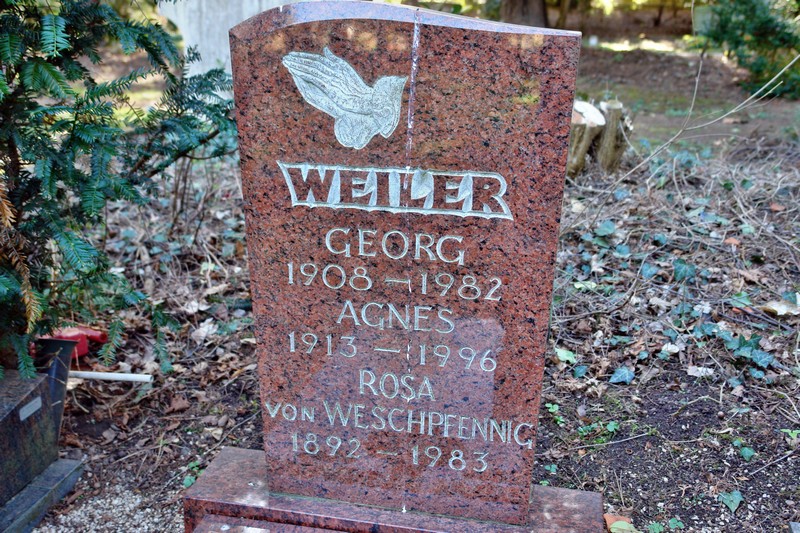 WEILER
GEORG
1908 – 1982
AGNES
1913 – 1996
ROSA
VON WESCHPFENNIG
1892 – 1983